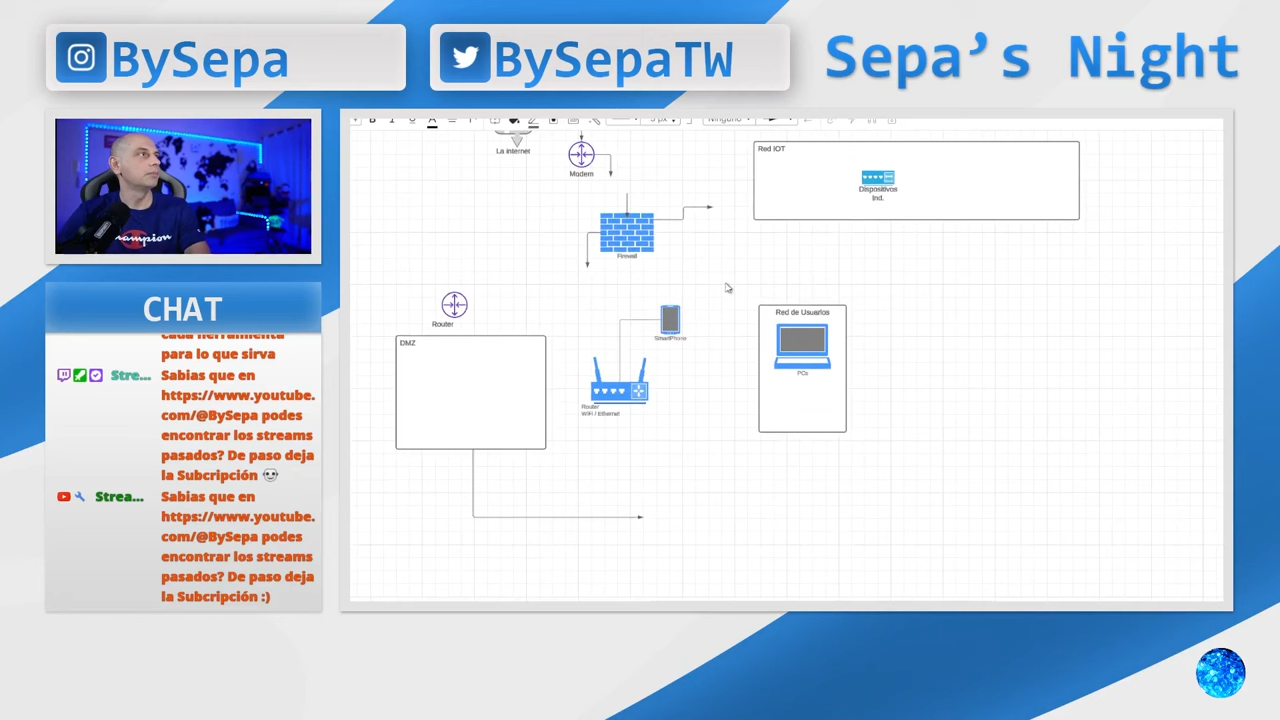 BySepa
BySepaTW
Sepa's Night
CHAT
cada herramienta
para lo que sirva
Stre... Sabias que en
https://www.youtube.
com/@BySepa podes
encontrar los streams
pasados? De paso deja
la Subcripción
Strea... Sabias que en
https://www.youtube.
com/@BySepa podes
encontrar los streams
pasados? De paso deja
la Subcripción :)
La internet
Modem
Firewall
Red IOT
Dispositivos
Ind.
Router
DMZ
SmartPhone
Router
WiFi / Ethernet
Red de Usuarios
PCs